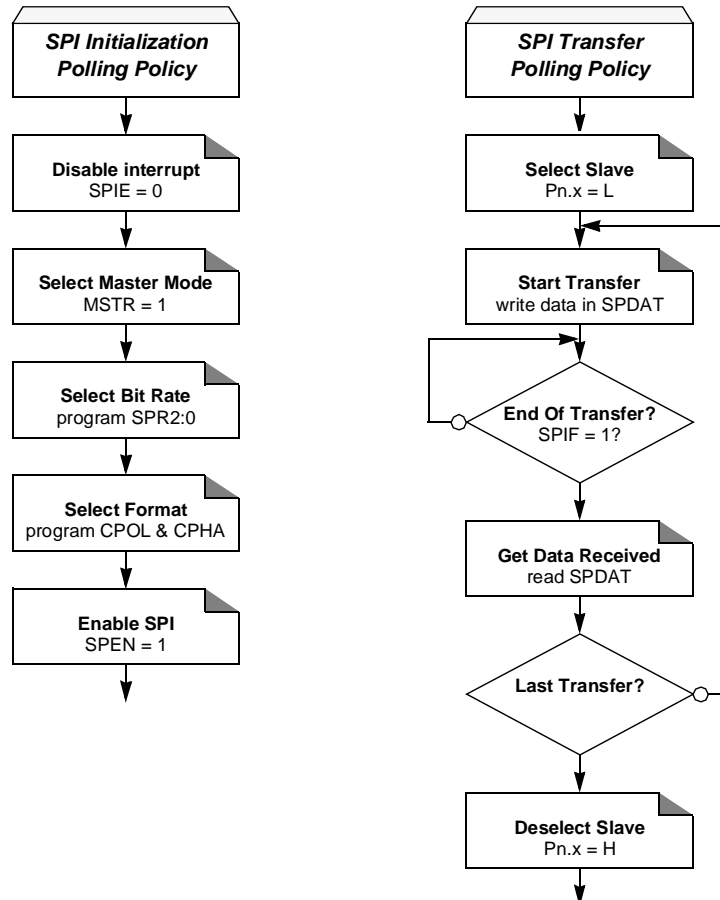 SPI Initialization
Polling Policy
Disable interrupt
SPIE = 0
Select Master Mode
MSTR = 1
Select Bit Rate
program SPR2:0
Select Format
program CPOL & CPHA
Enable SPI
SPEN = 1
SPI Transfer
Polling Policy
Select Slave
Pn.x = L
Start Transfer
write data in SPDAT
End Of Transfer?
SPIF = 1?
Get Data Received
read SPDAT
Last Transfer?
Deselect Slave
Pn.x = H